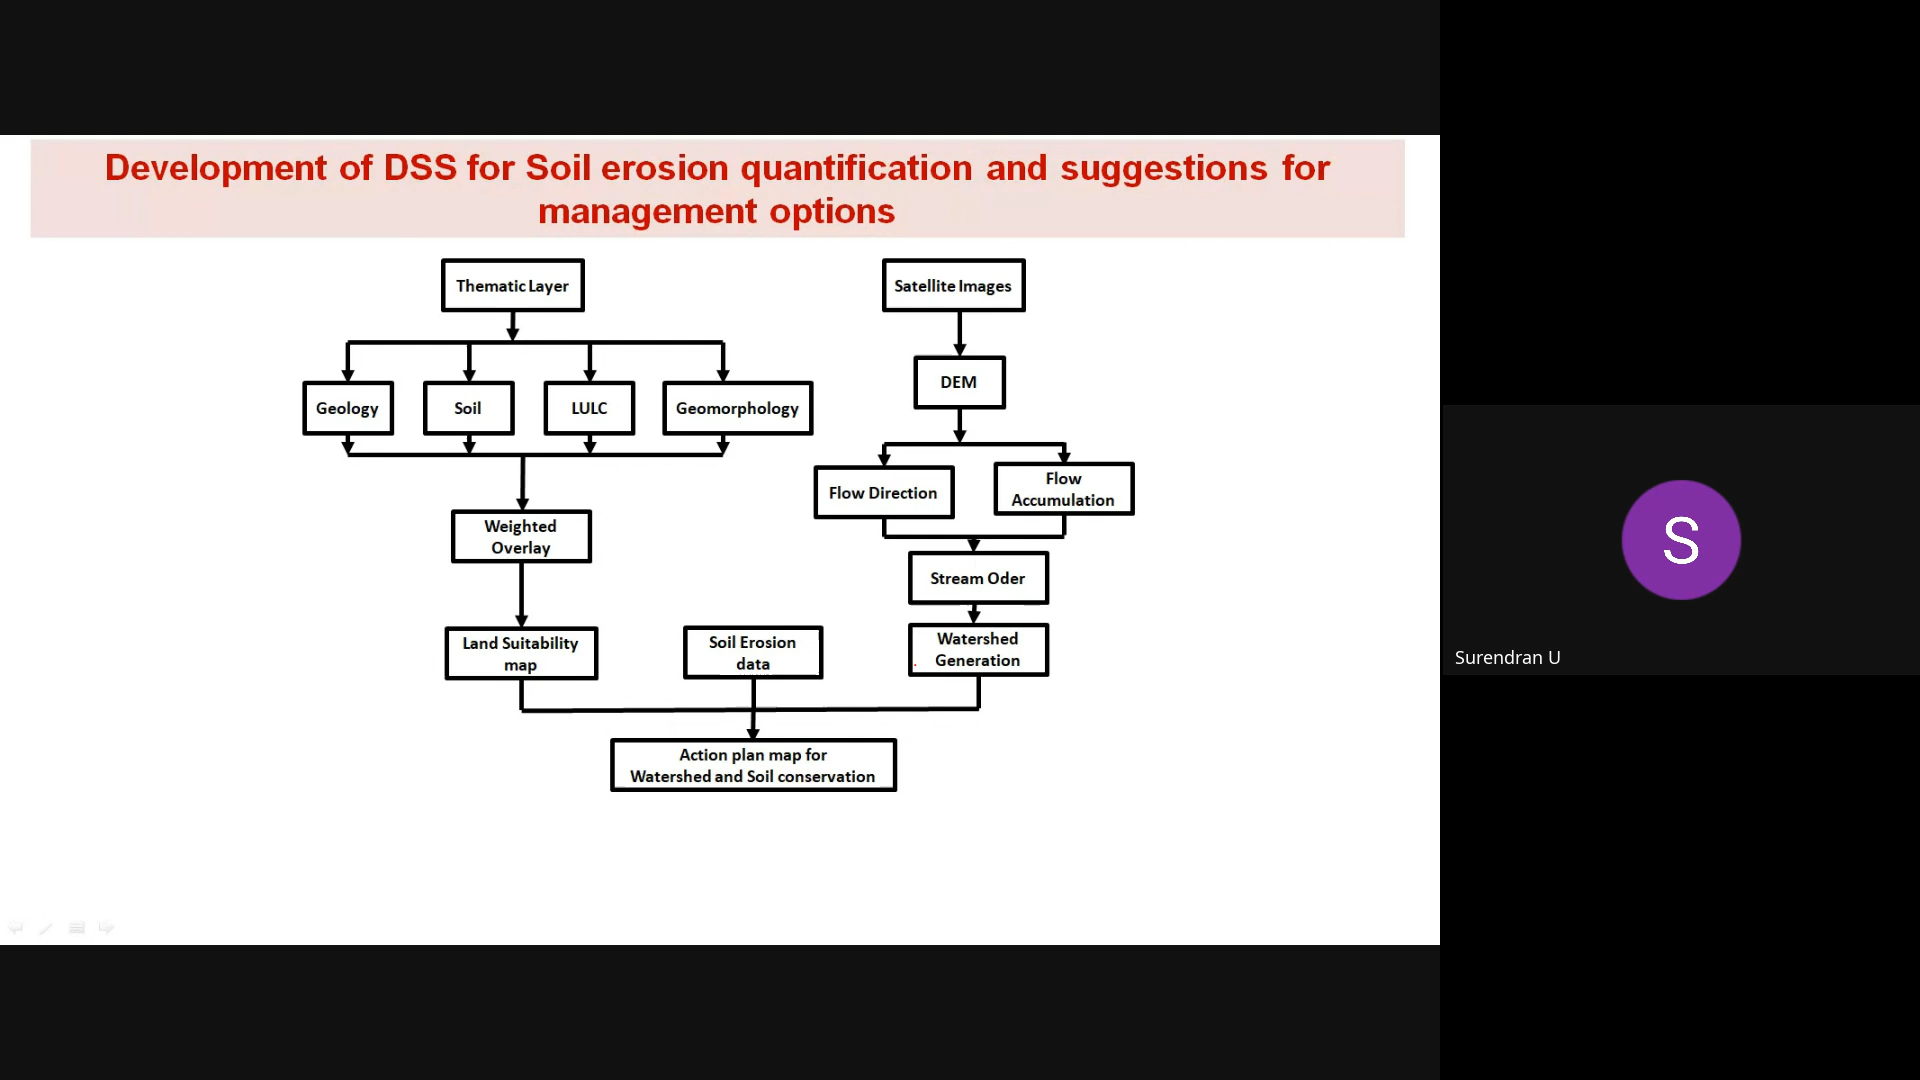 Development of DSS for Soil erosion quantification and suggestions for
management options
Thematic Layer
Satellite Images
DEM
Geology
Soil
LULC
Geomorphology
Flow Direction
Flow
Accumulation
Weighted
Overlay
Stream Oder
Land Suitability
map
Soil Erosion
data
Watershed
Generation
Action plan map for
Watershed and Soil conservation
S
Surendran U